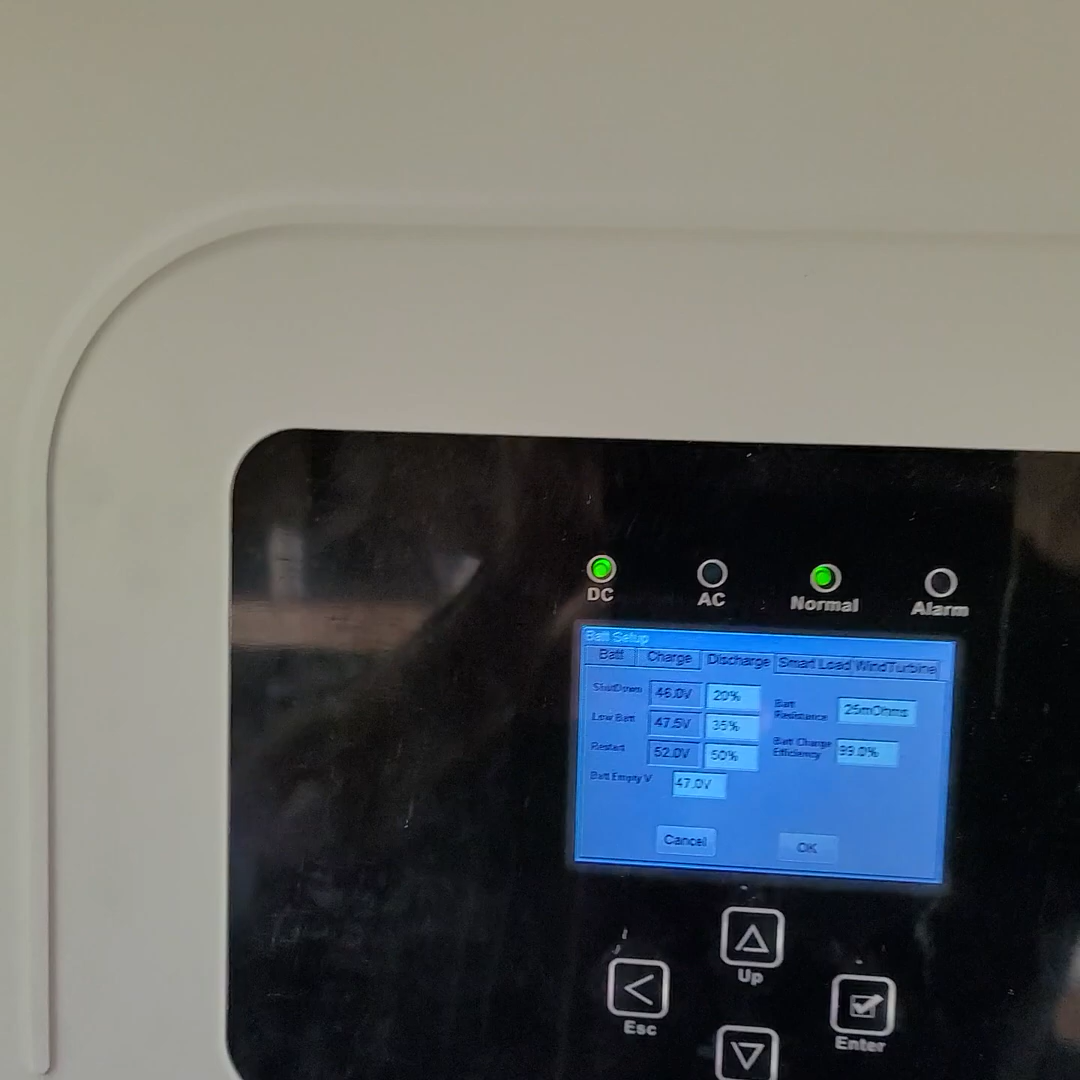 DC AC Normal Alarm
Batt Setup
Batt Charge Discharge Smart Load WindTurbine
ShutDown 46.0V 20%
Low Batt 47.5V 35%
Restart 52.0V 50%
Batt Empty V 47.0V
Batt Resistance 25mOhms
Batt Charge Efficiency 99.0%
Cancel OK
Up
Esc
Enter